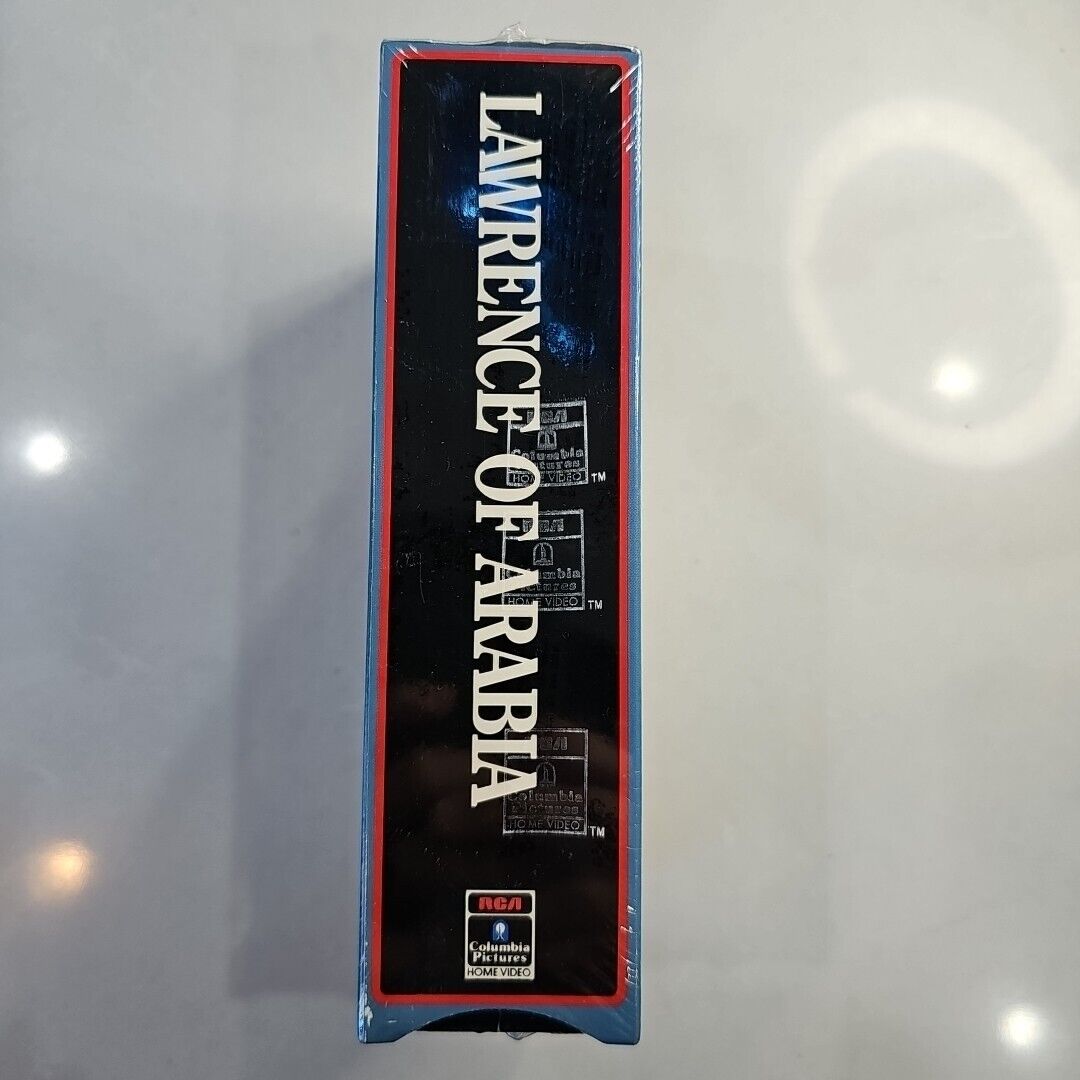 LAWRENCE OF ARABIA
RCA
Columbia
Pictures
HOME VIDEO
TM
RCA
Columbia
Pictures
HOME VIDEO
TM
RCA
Columbia
Pictures
HOME VIDEO
TM
RCA
Columbia
Pictures
HOME VIDEO